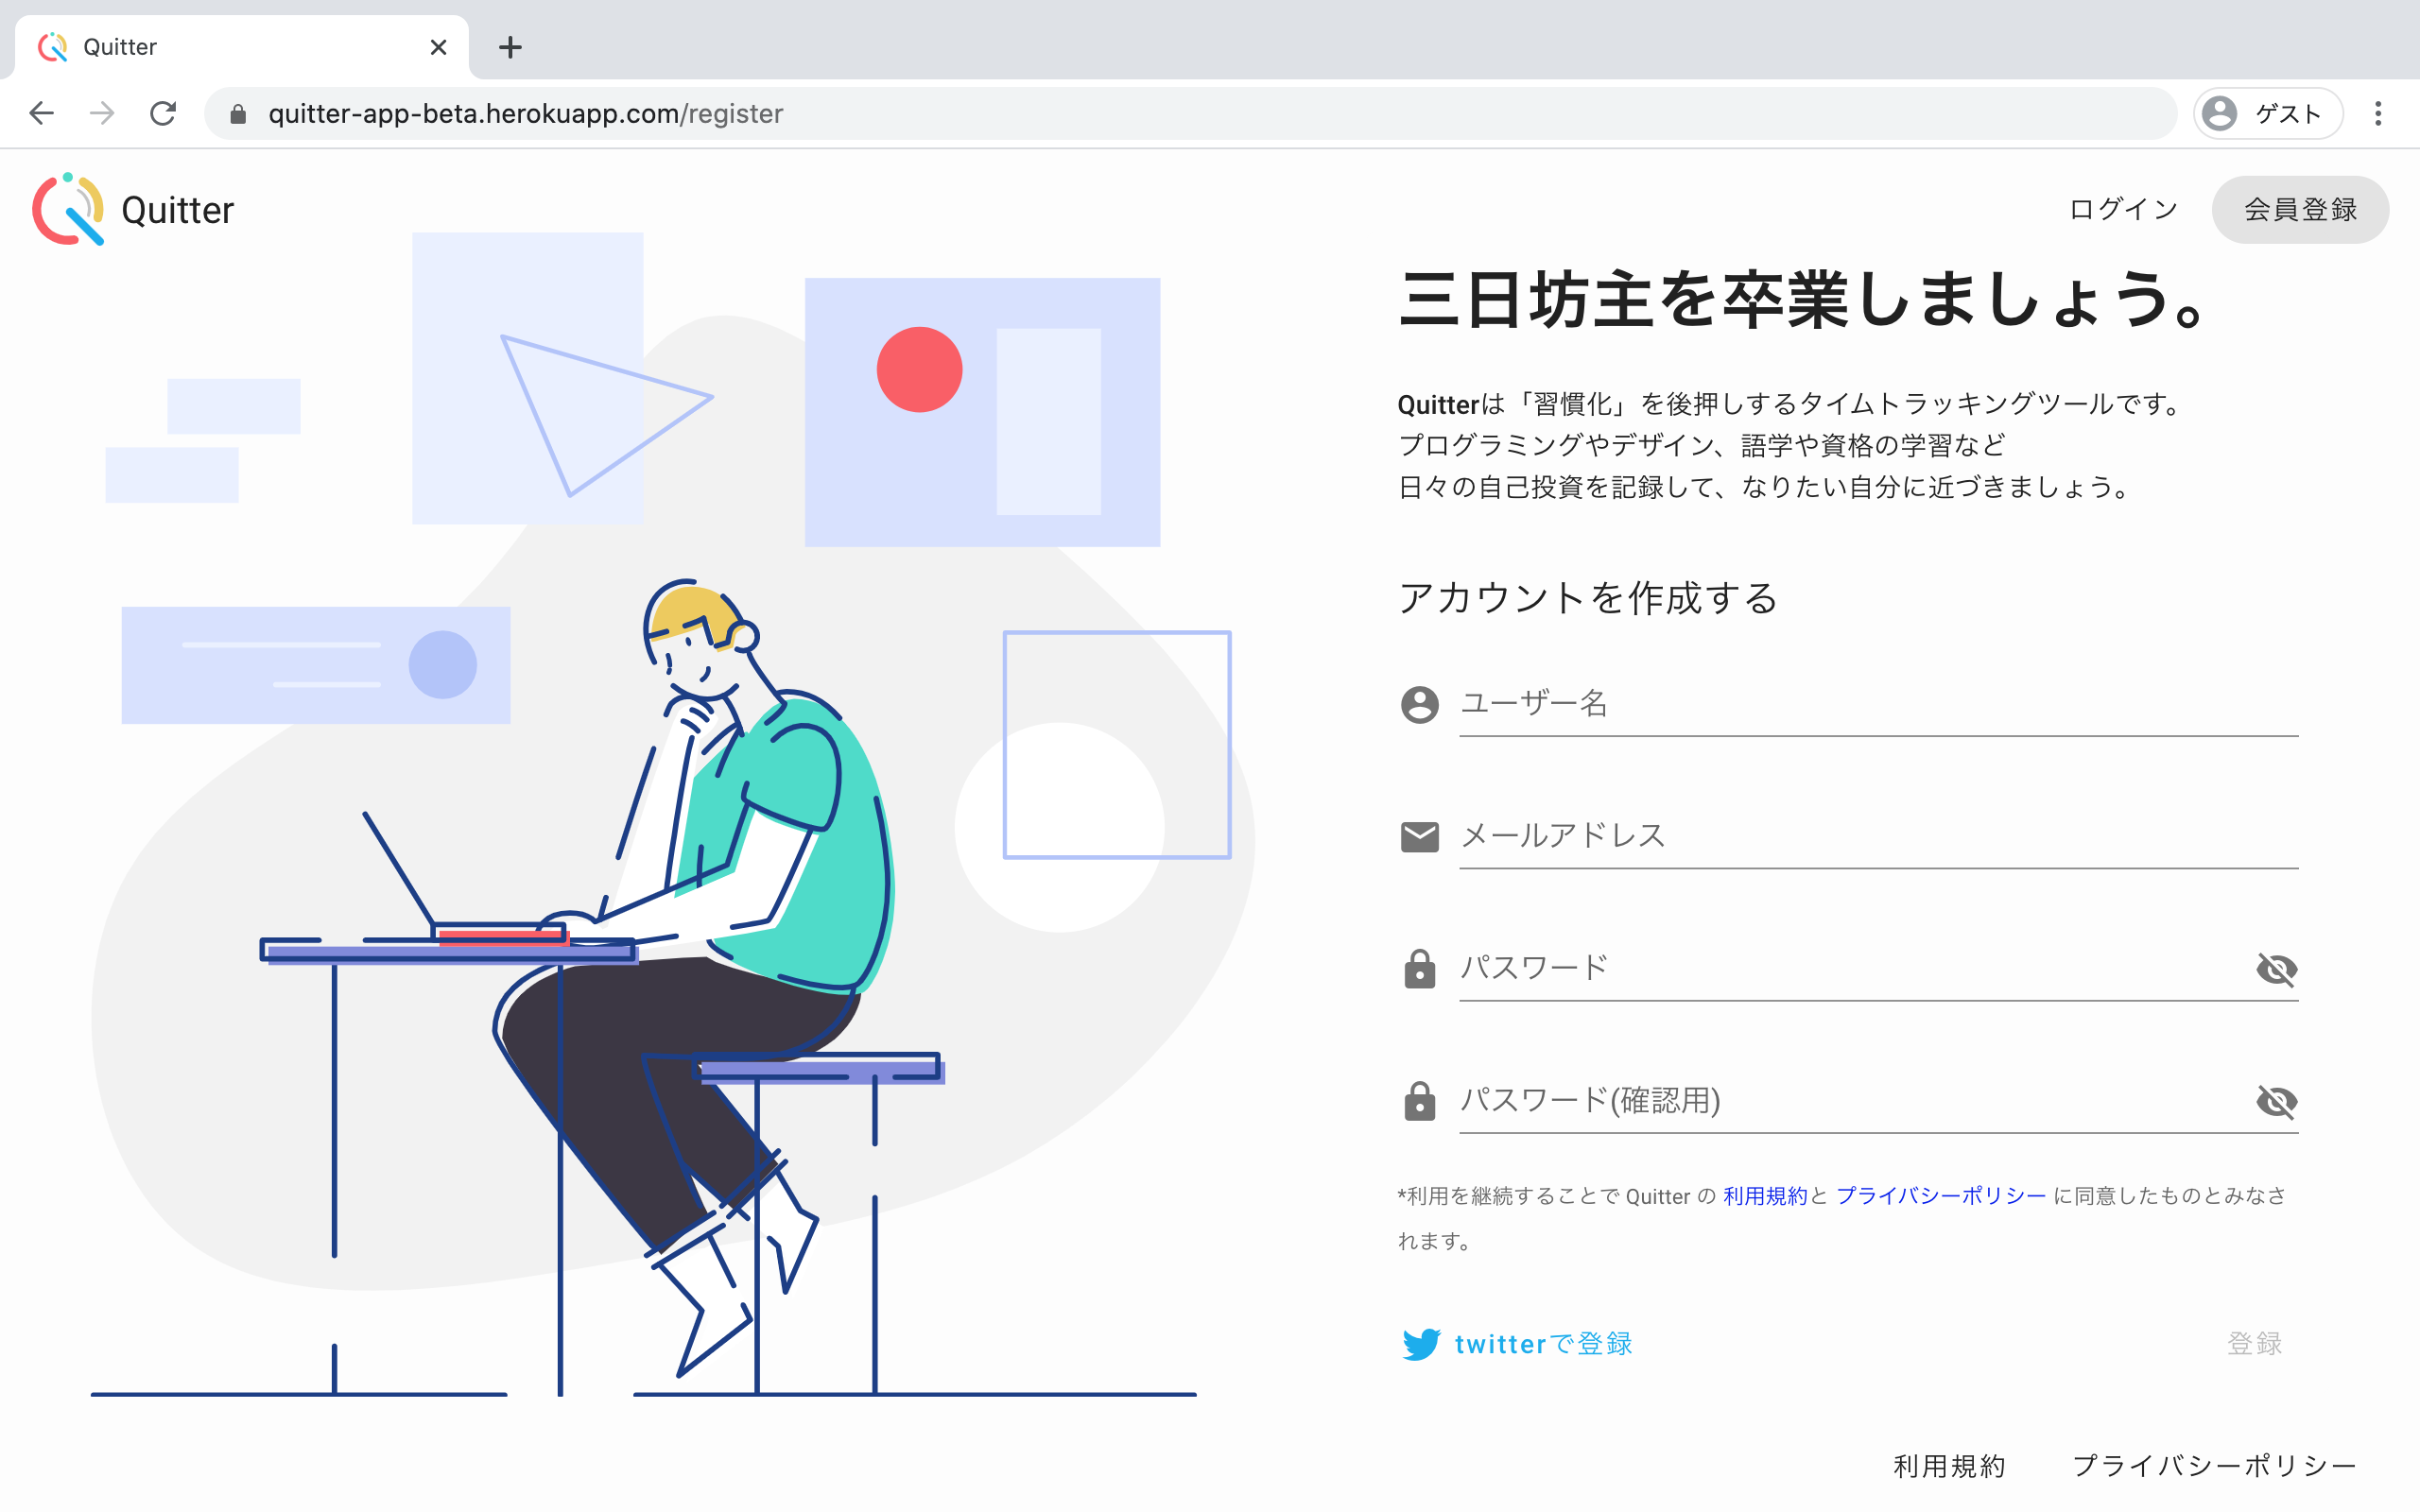 Quitter
quitter-app-beta.herokuapp.com/register
ゲスト
Quitter
ログイン
会員登録
三日坊主を卒業しましょう。
Quitterは「習慣化」を後押しするタイムトラッキングツールです。
プログラミングやデザイン、語学や資格の学習など
日々の自己投資を記録して、なりたい自分に近づきましょう。
アカウントを作成する
ユーザー名
メールアドレス
パスワード
パスワード(確認用)
*利用を継続することで Quitter の 利用規約と プライバシーポリシー に同意したものとみなさ
れます。
twitterで登録
登録
利用規約
プライバシーポリシー